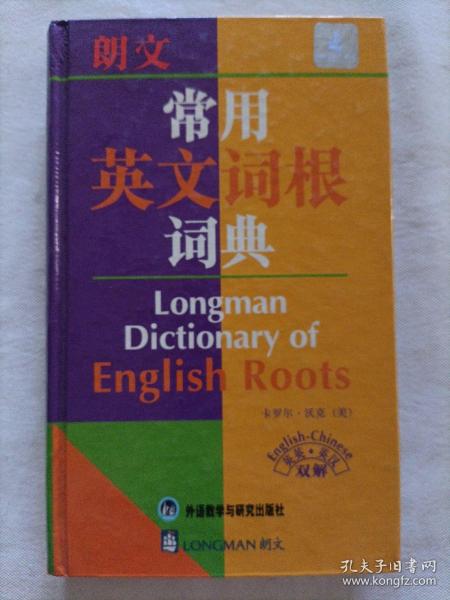 朗文
常用
英文词根
词典
Longman
Dictionary of
English Roots
卡罗尔·沃克（美）
English-Chinese
英英·英汉
双解
外语教学与研究出版社
LONGMAN 朗文
孔夫子旧书网
www.kongfz.com